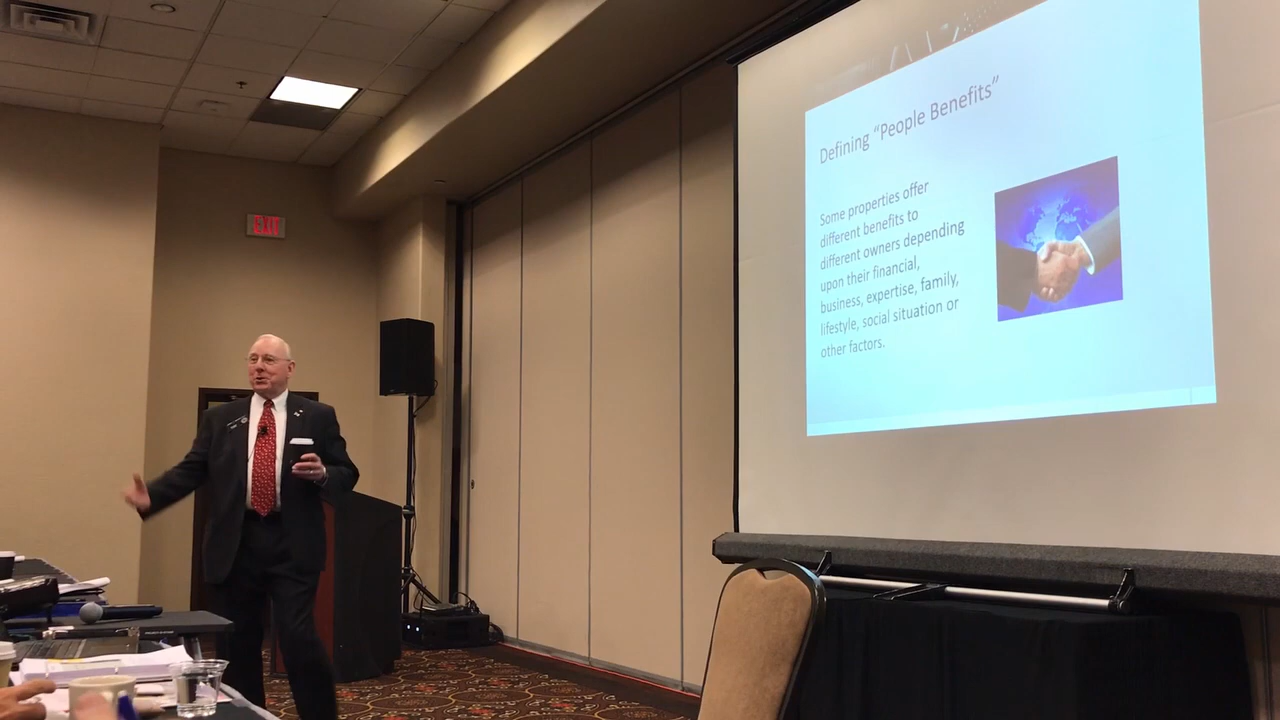 EXIT
Defining “People Benefits”
Some properties offer
different benefits to
different owners depending
upon their financial,
business, expertise, family,
lifestyle, social situation or
other factors.